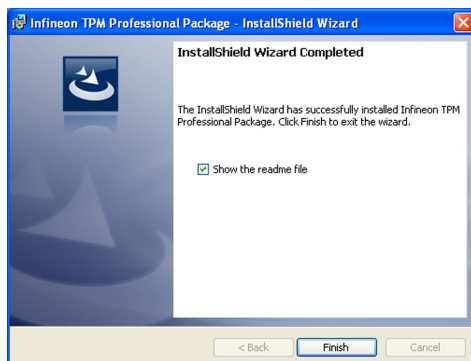 Infineon TPM Professional Package - InstallShield Wizard
InstallShield Wizard Completed
The InstallShield Wizard has successfully installed Infineon TPM
Professional Package. Click Finish to exit the wizard.
Show the readme file
< Back
Finish
Cancel